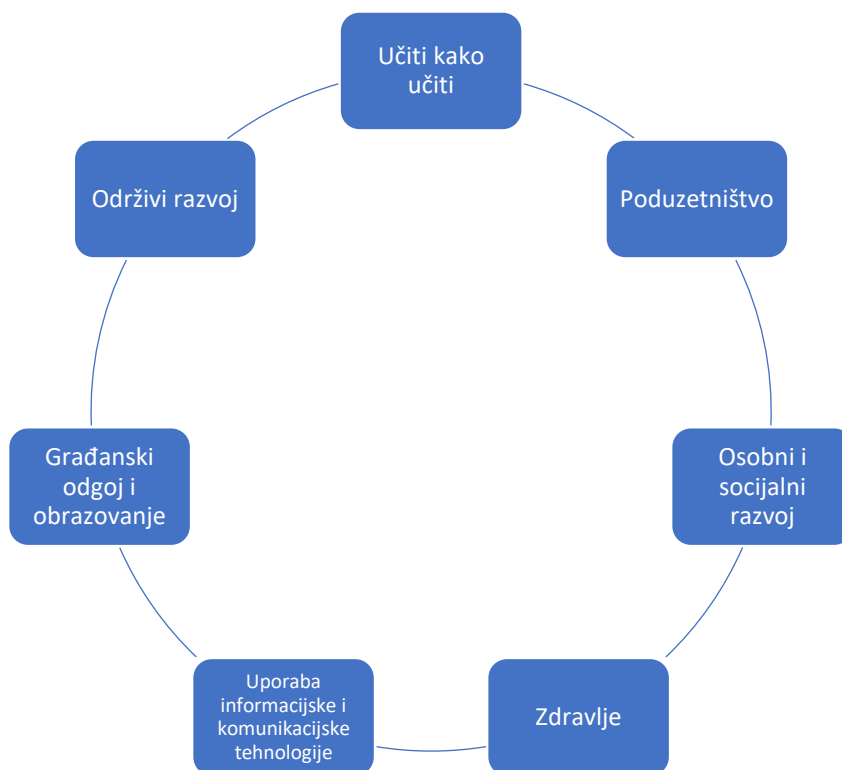 Učiti kako
učiti
Poduzetništvo
Osobni i
socijalni
razvoj
Zdravlje
Uporaba
informacijske i
komunikacijske
tehnologije
Građanski
odgoj i
obrazovanje
Održivi razvoj